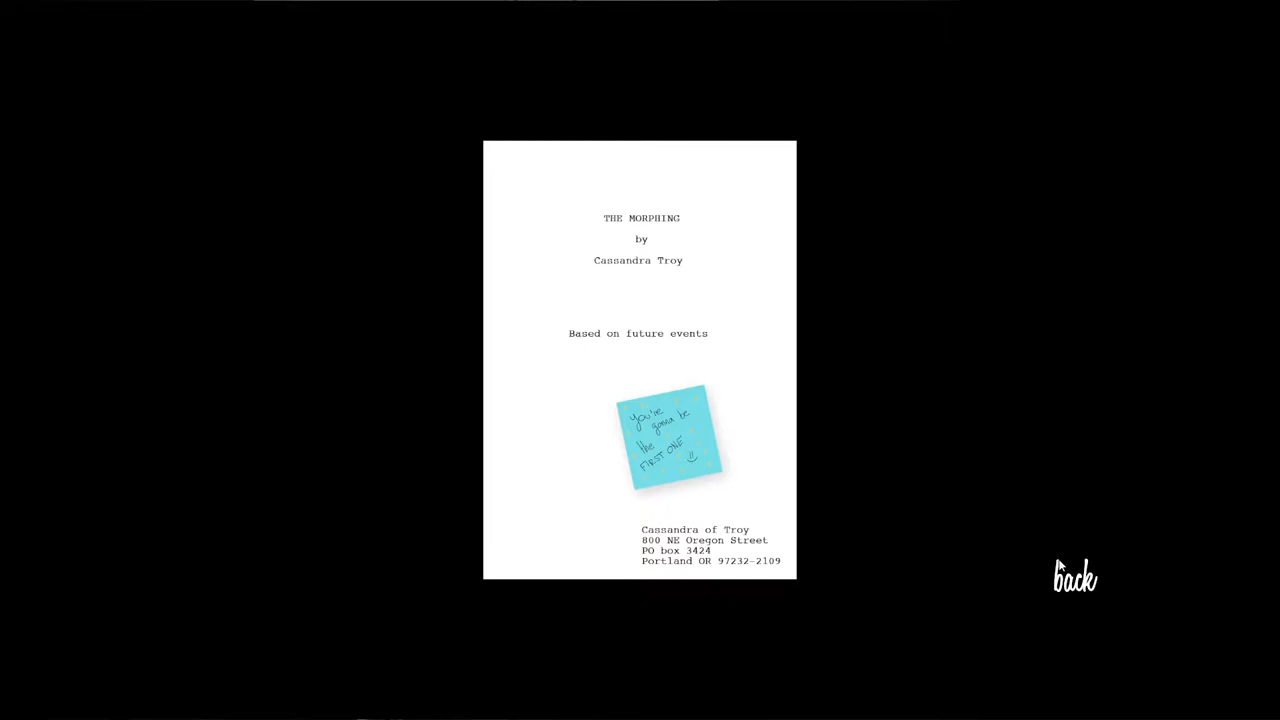 THE MORPHING
by
Cassandra Troy
Based on future events
You're
gonna be
the
FIRST ONE
Cassandra of Troy
800 NE Oregon Street
PO box 3424
Portland OR 97232-2109
back